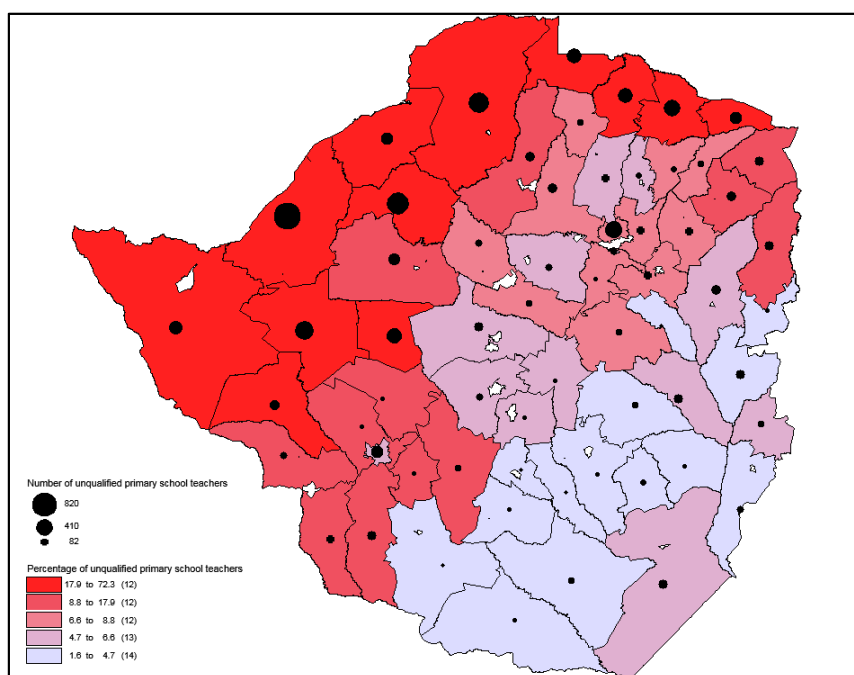 Number of unqualified primary school teachers
820
410
82
Percentage of unqualified primary school teachers
17.9 to 72.3 (12)
8.8 to 17.9 (12)
6.6 to 8.8 (12)
4.7 to 6.6 (13)
1.6 to 4.7 (14)